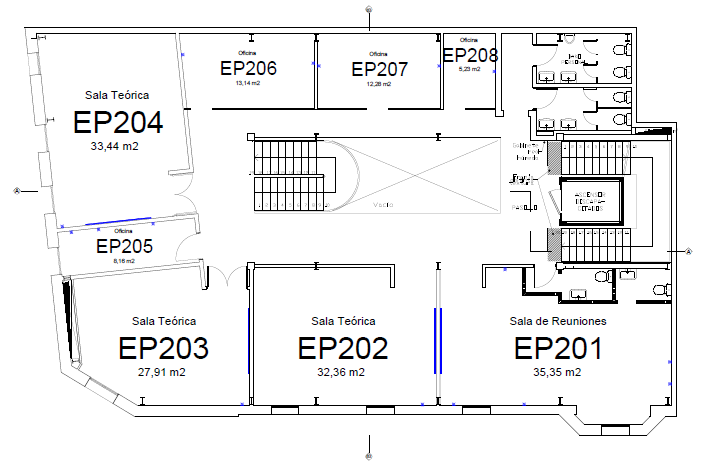 Sala Teórica
EP204
33,44 m2
Oficina
EP206
13,14 m2
Oficina
EP207
12,28 m2
Oficina
EP208
5,23 m2
Vacío
ASCENSOR
Oficina
EP205
8,18 m2
Sala Teórica
EP203
27,91 m2
Sala Teórica
EP202
32,36 m2
Sala de Reuniones
EP201
35,35 m2
A
A